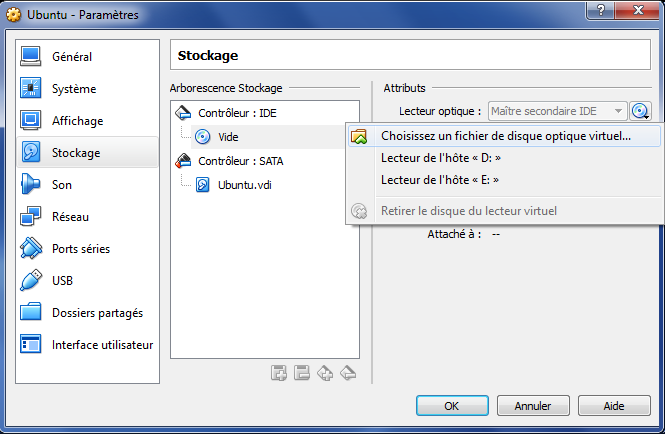 Ubuntu - Paramètres
?
Général
Système
Affichage
Stockage
Son
Réseau
Ports séries
USB
Dossiers partagés
Interface utilisateur
Stockage
Arborescence Stockage
Contrôleur : IDE
Vide
Contrôleur : SATA
Ubuntu.vdi
Attributs
Lecteur optique : Maître secondaire IDE
Choisissez un fichier de disque optique virtuel...
Lecteur de l'hôte « D: »
Lecteur de l'hôte « E: »
Retirer le disque du lecteur virtuel
Attaché à : --
OK
Annuler
Aide